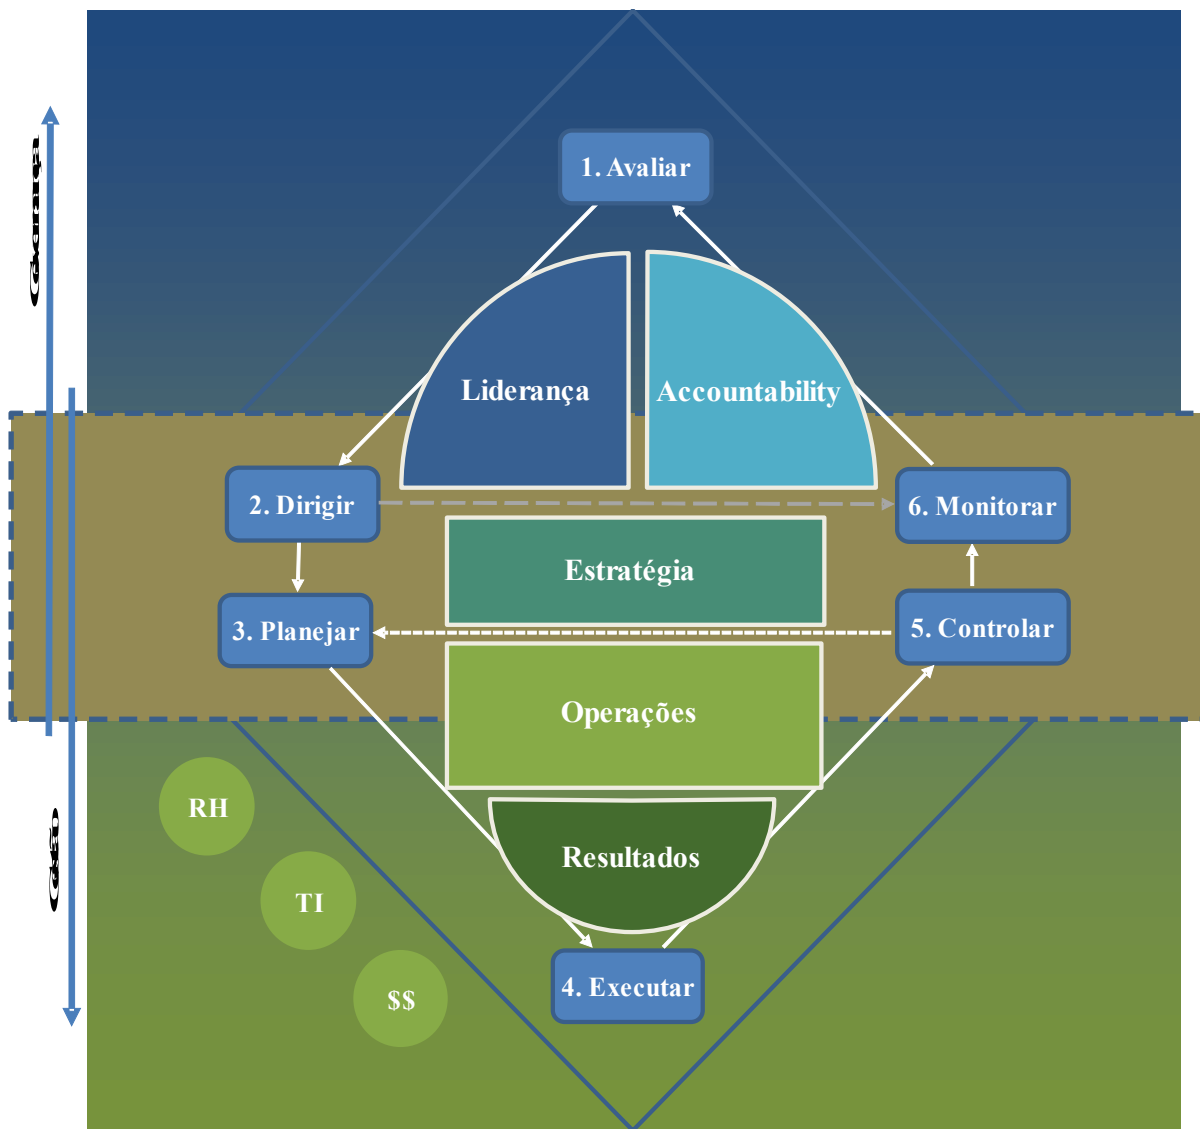 1. Avaliar
Liderança
Accountability
2. Dirigir
6. Monitorar
Estratégia
3. Planejar
5. Controlar
Operações
RH
Resultados
TI
4. Executar
$$